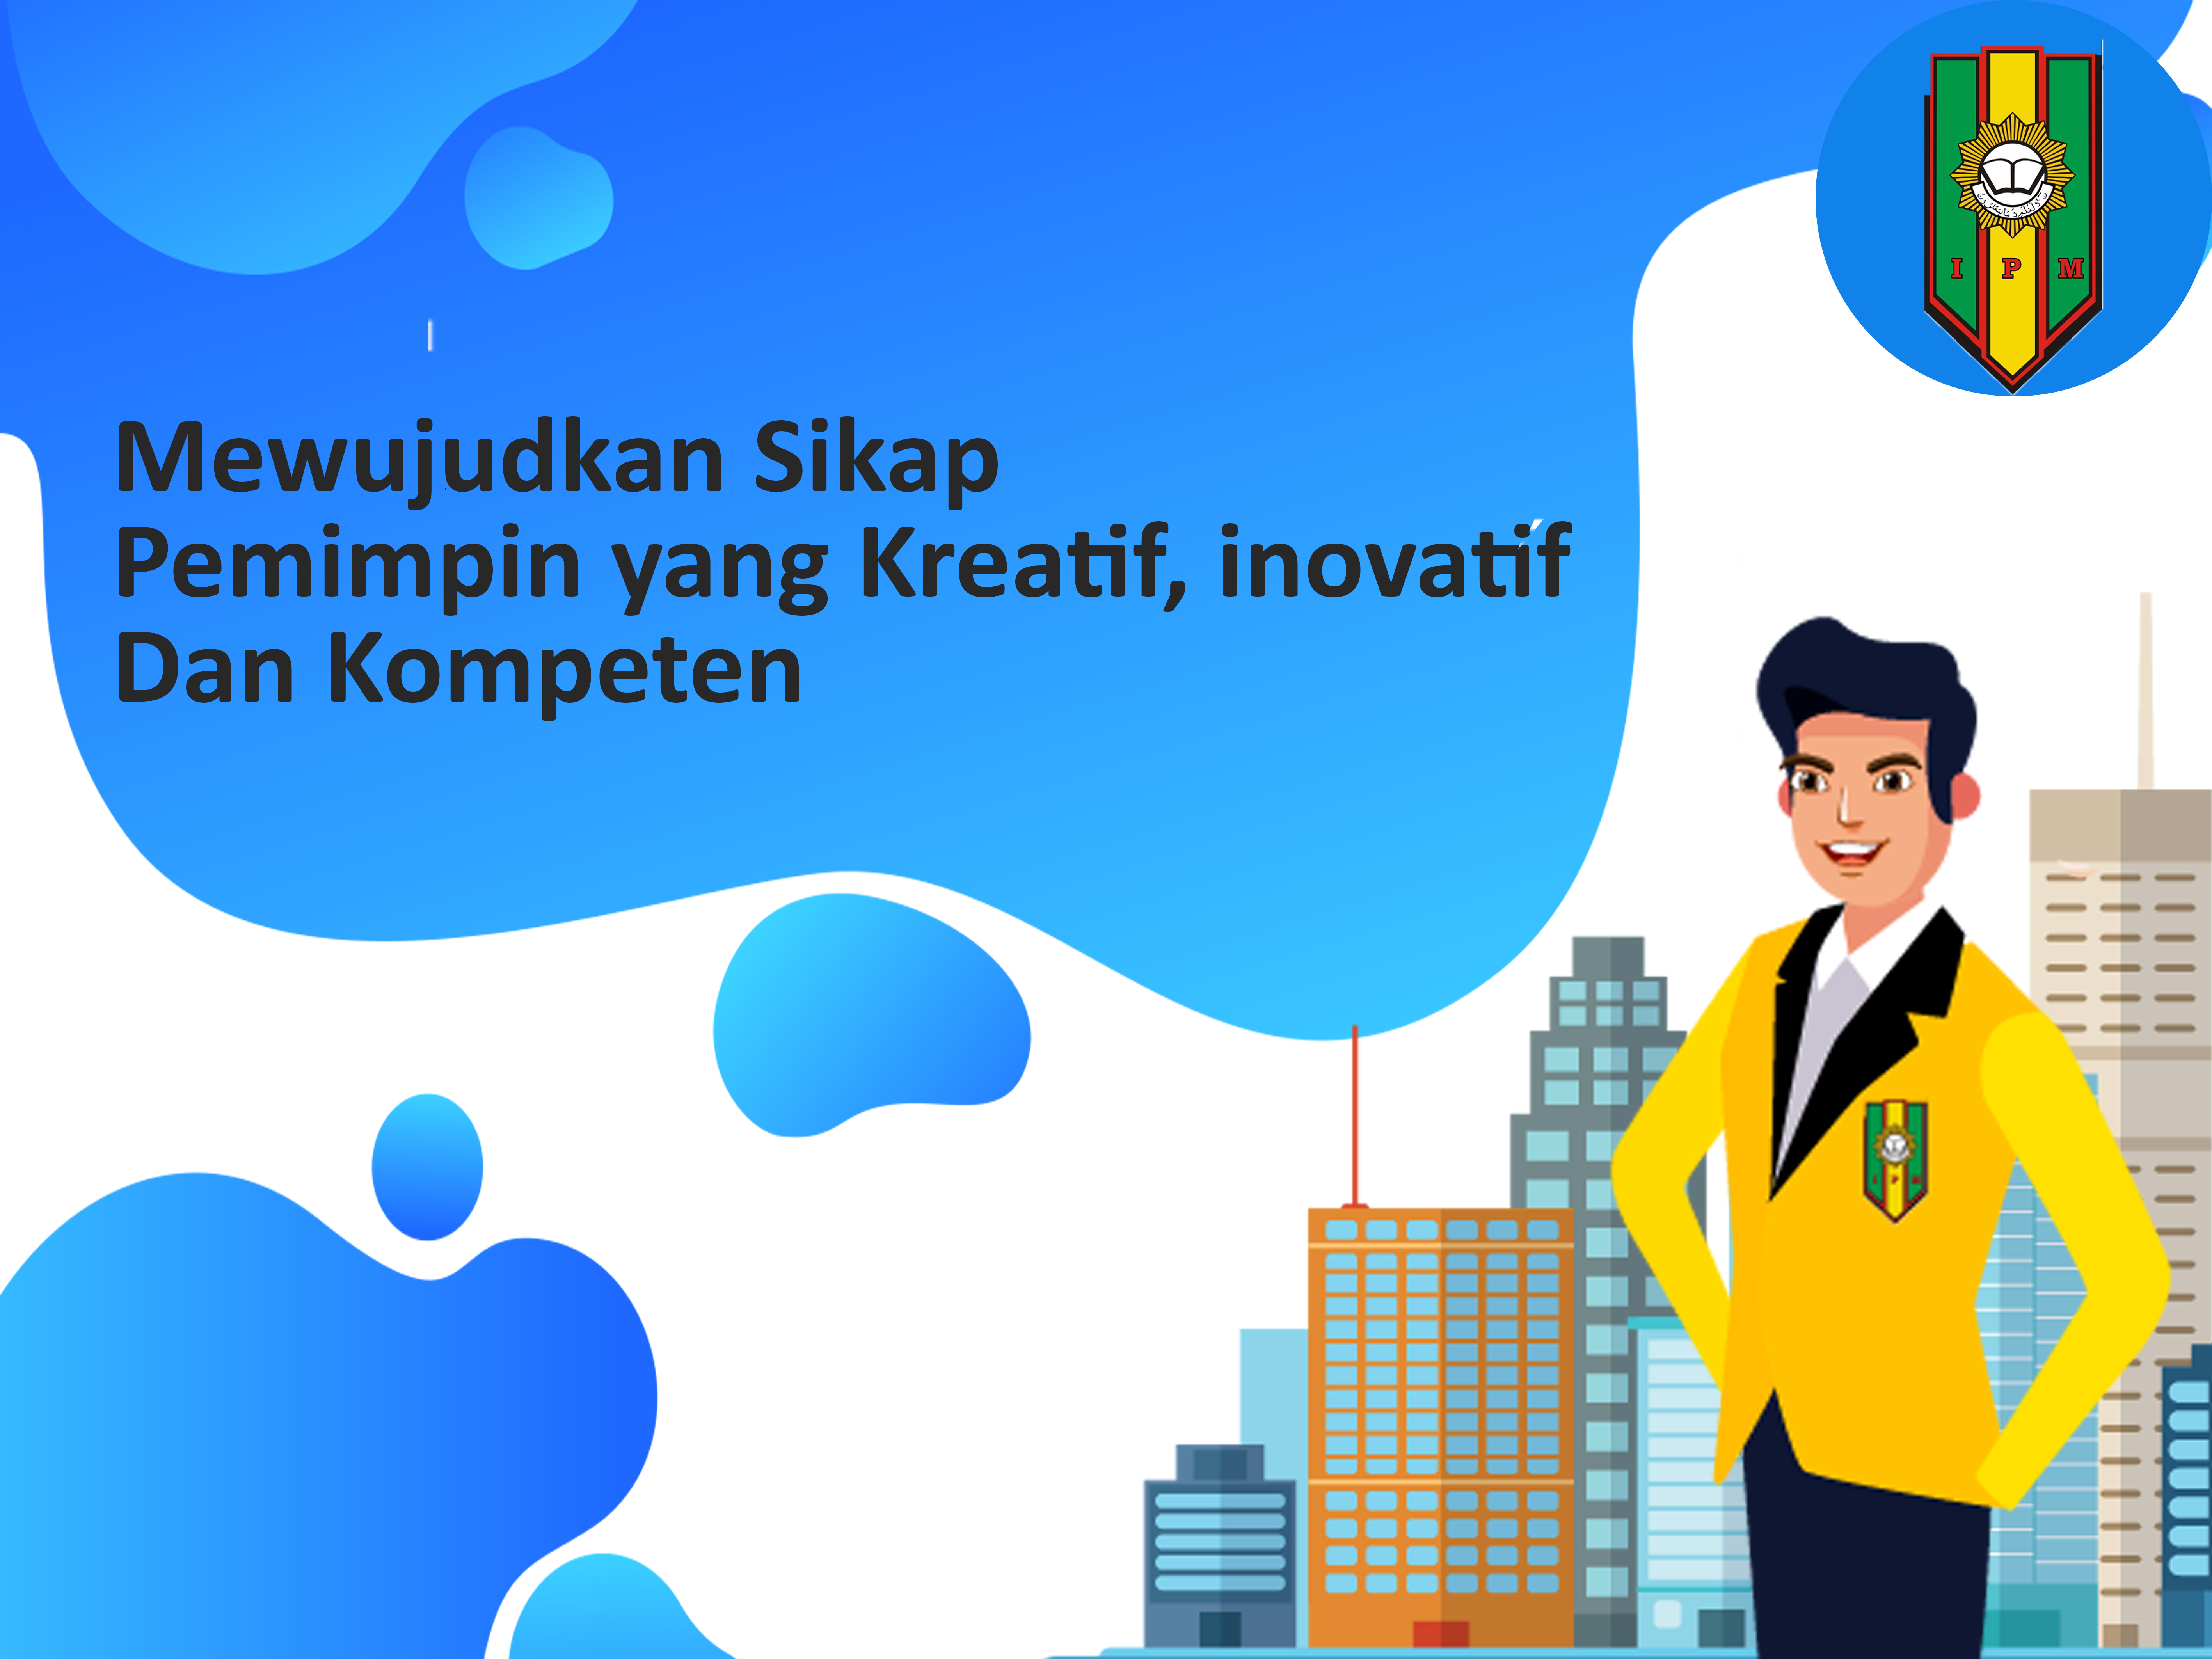 I P M
Mewujudkan Sikap
Pemimpin yang Kreatif, inovatif
Dan Kompeten